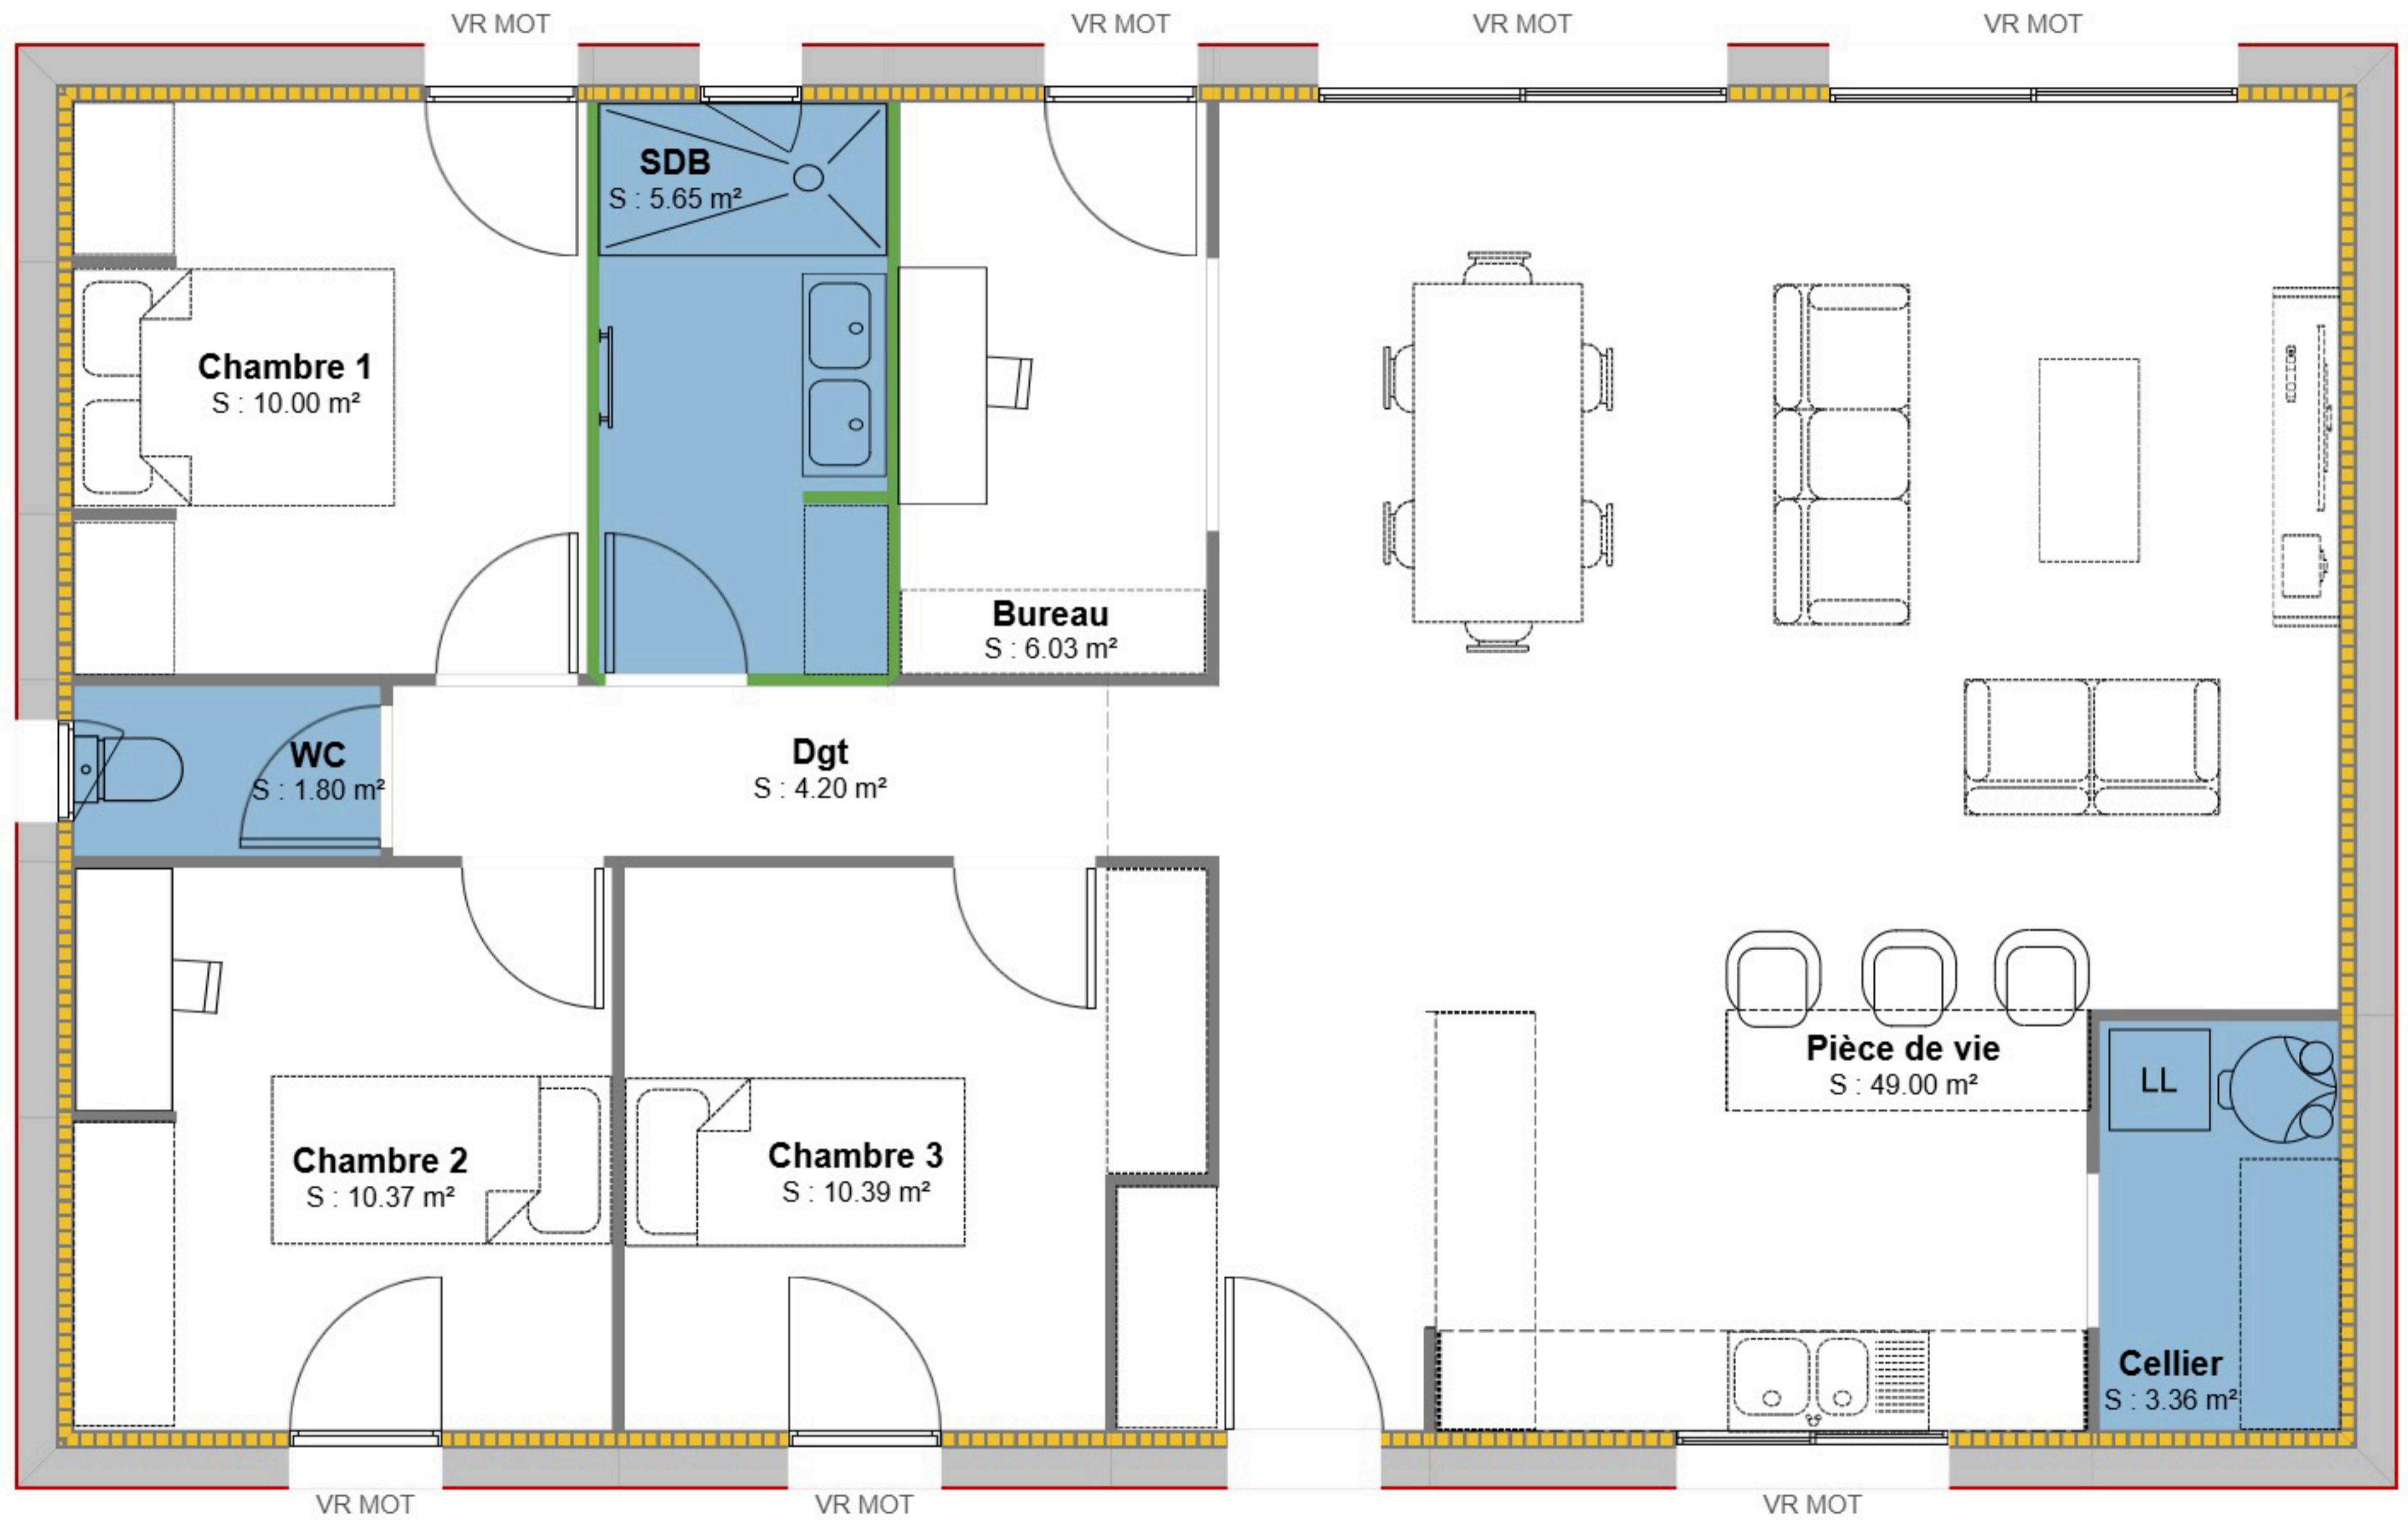 VR MOT
VR MOT
VR MOT
VR MOT
SDB
S : 5.65 m²
Chambre 1
S : 10.00 m²
Bureau
S : 6.03 m²
WC
S : 1.80 m²
Dgt
S : 4.20 m²
Pièce de vie
S : 49.00 m²
LL
Chambre 2
S : 10.37 m²
Chambre 3
S : 10.39 m²
Cellier
S : 3.36 m²
VR MOT
VR MOT
VR MOT